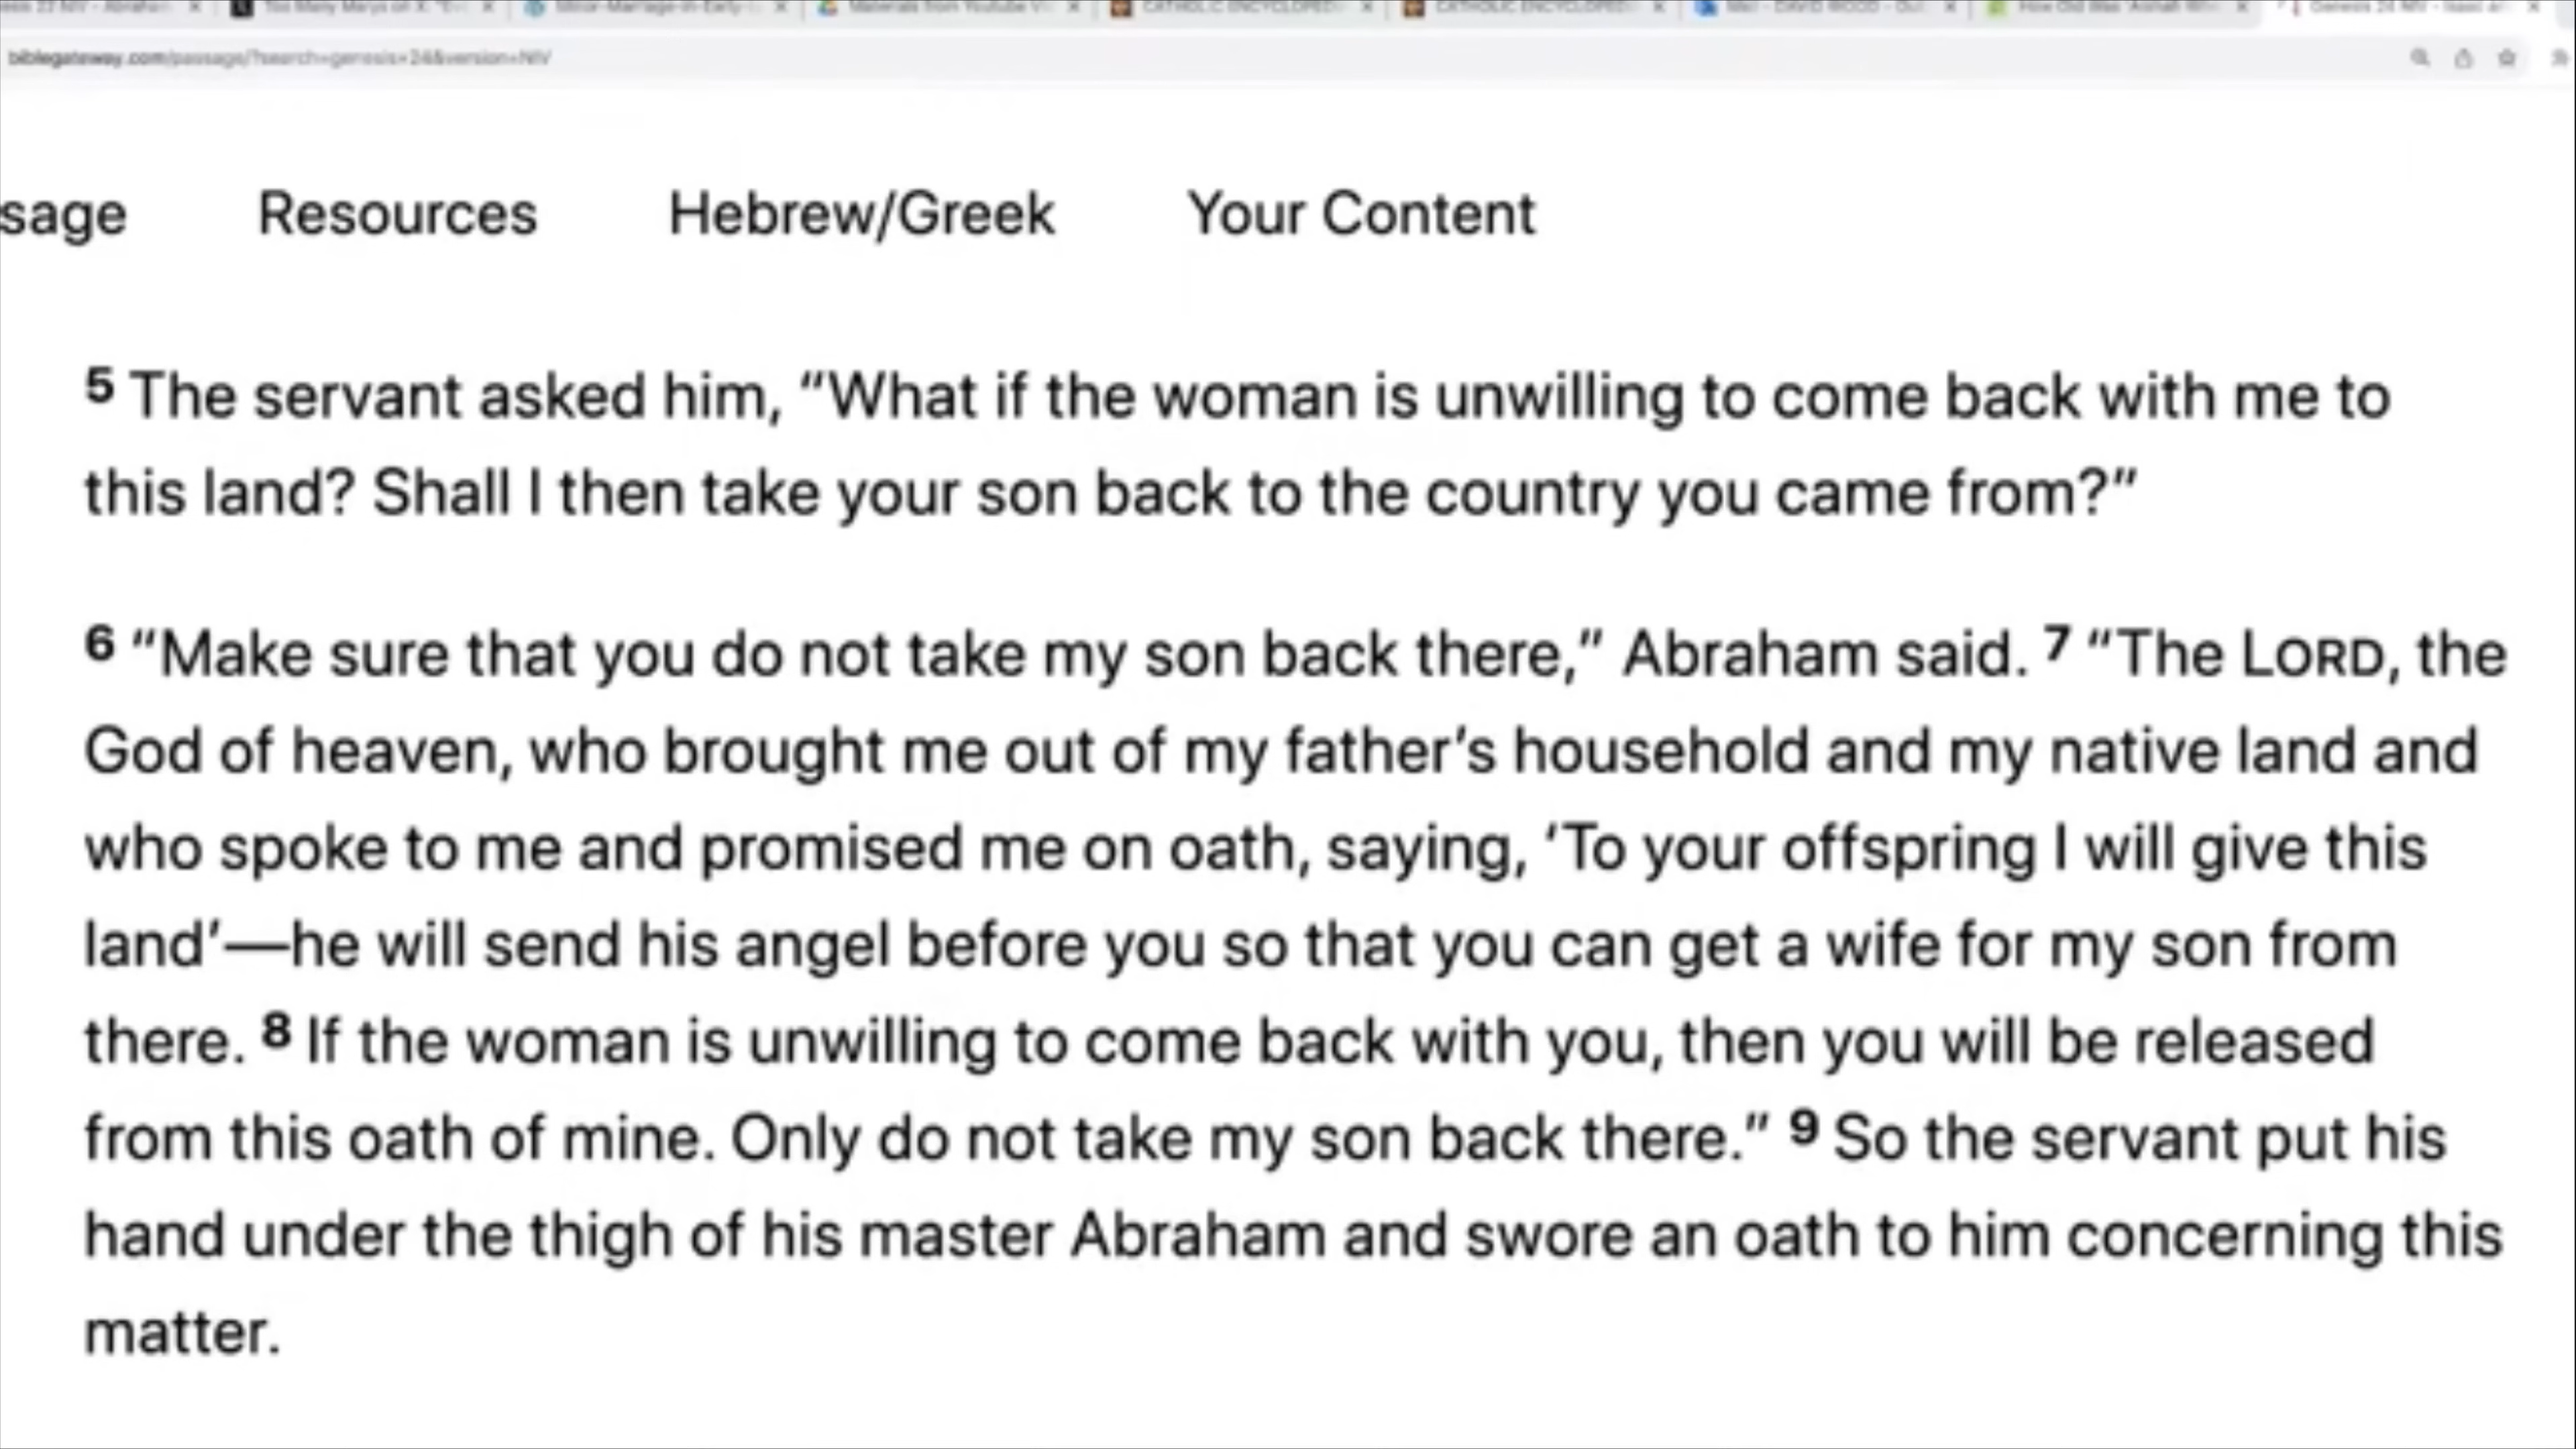 biblegateway.com/passage/?search=genesis+24&version=NIV
sage Resources Hebrew/Greek Your Content
5 The servant asked him, “What if the woman is unwilling to come back with me to
this land? Shall I then take your son back to the country you came from?”
6 “Make sure that you do not take my son back there,” Abraham said. 7 “The LORD, the
God of heaven, who brought me out of my father’s household and my native land and
who spoke to me and promised me on oath, saying, ‘To your offspring I will give this
land’—he will send his angel before you so that you can get a wife for my son from
there. 8 If the woman is unwilling to come back with you, then you will be released
from this oath of mine. Only do not take my son back there.” 9 So the servant put his
hand under the thigh of his master Abraham and swore an oath to him concerning this
matter.